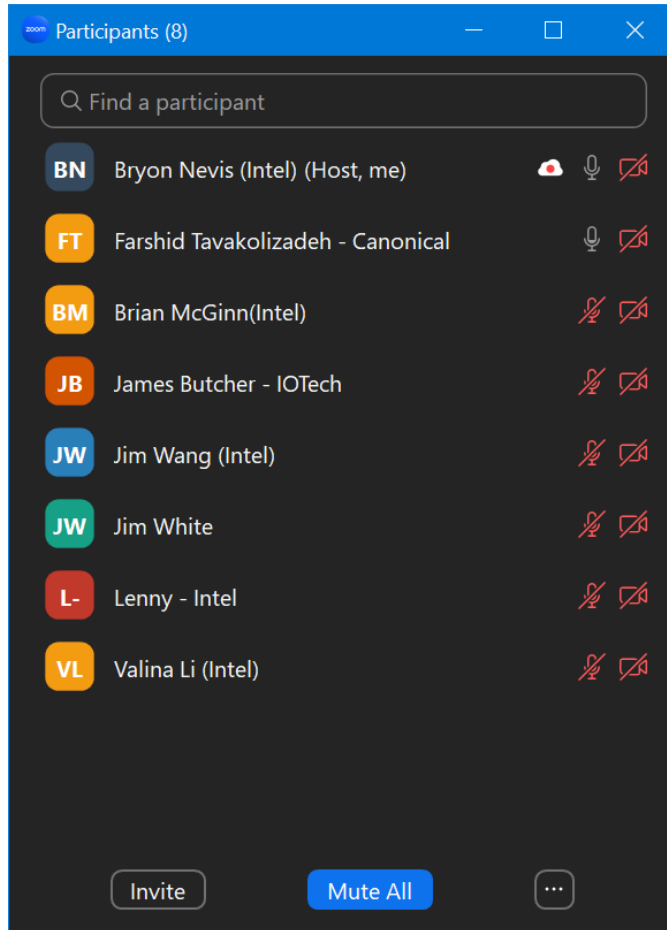 zoom Participants (8)
Find a participant
BN Bryon Nevis (Intel) (Host, me)
FT Farshid Tavakolizadeh - Canonical
BM Brian McGinn(Intel)
JB James Butcher - IOTech
JW Jim Wang (Intel)
JW Jim White
L- Lenny - Intel
VL Valina Li (Intel)
Invite Mute All ...